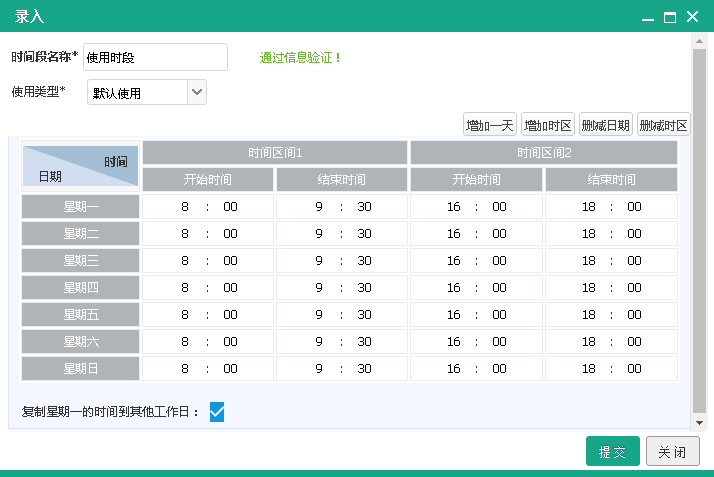 录入
时间段名称* 使用时段 通过信息验证！
使用类型* 默认使用
增加一天 增加时区 删减日期 删减时区
时间 日期 时间区间1 时间区间2
开始时间 结束时间 开始时间 结束时间
星期一 8 : 00 9 : 30 16 : 00 18 : 00
星期二 8 : 00 9 : 30 16 : 00 18 : 00
星期三 8 : 00 9 : 30 16 : 00 18 : 00
星期四 8 : 00 9 : 30 16 : 00 18 : 00
星期五 8 : 00 9 : 30 16 : 00 18 : 00
星期六 8 : 00 9 : 30 16 : 00 18 : 00
星期日 8 : 00 9 : 30 16 : 00 18 : 00
复制星期一的时间到其他工作日：
提交 关闭